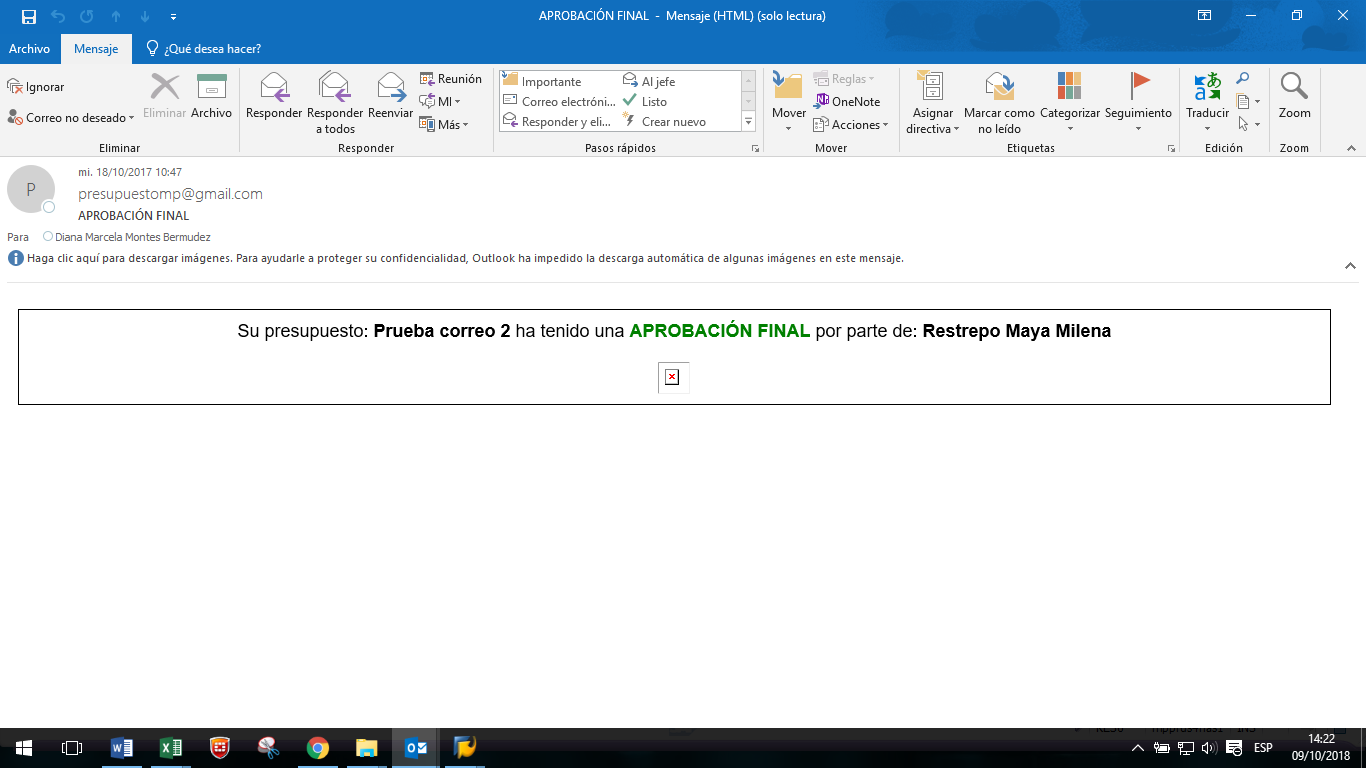 APROBACIÓN FINAL - Mensaje (HTML) (solo lectura)
Archivo Mensaje ¿Qué desea hacer?
Ignorar
Correo no deseado
Eliminar
Archivo
Eliminar
Responder
Responder a todos
Reenviar
Reunión
MI
Más
Responder
Importante
Correo electróni...
Responder y eli...
Al jefe
Listo
Crear nuevo
Pasos rápidos
Mover
Reglas
OneNote
Acciones
Mover
Asignar directiva
Marcar como no leído
Categorizar
Seguimiento
Etiquetas
Traducir
Edición
Zoom
Zoom
P
mi. 18/10/2017 10:47
presupuestomp@gmail.com
APROBACIÓN FINAL
Para Diana Marcela Montes Bermudez
Haga clic aquí para descargar imágenes. Para ayudarle a proteger su confidencialidad, Outlook ha impedido la descarga automática de algunas imágenes en este mensaje.
Su presupuesto: Prueba correo 2 ha tenido una APROBACIÓN FINAL por parte de: Restrepo Maya Milena
ESP
14:22
09/10/2018